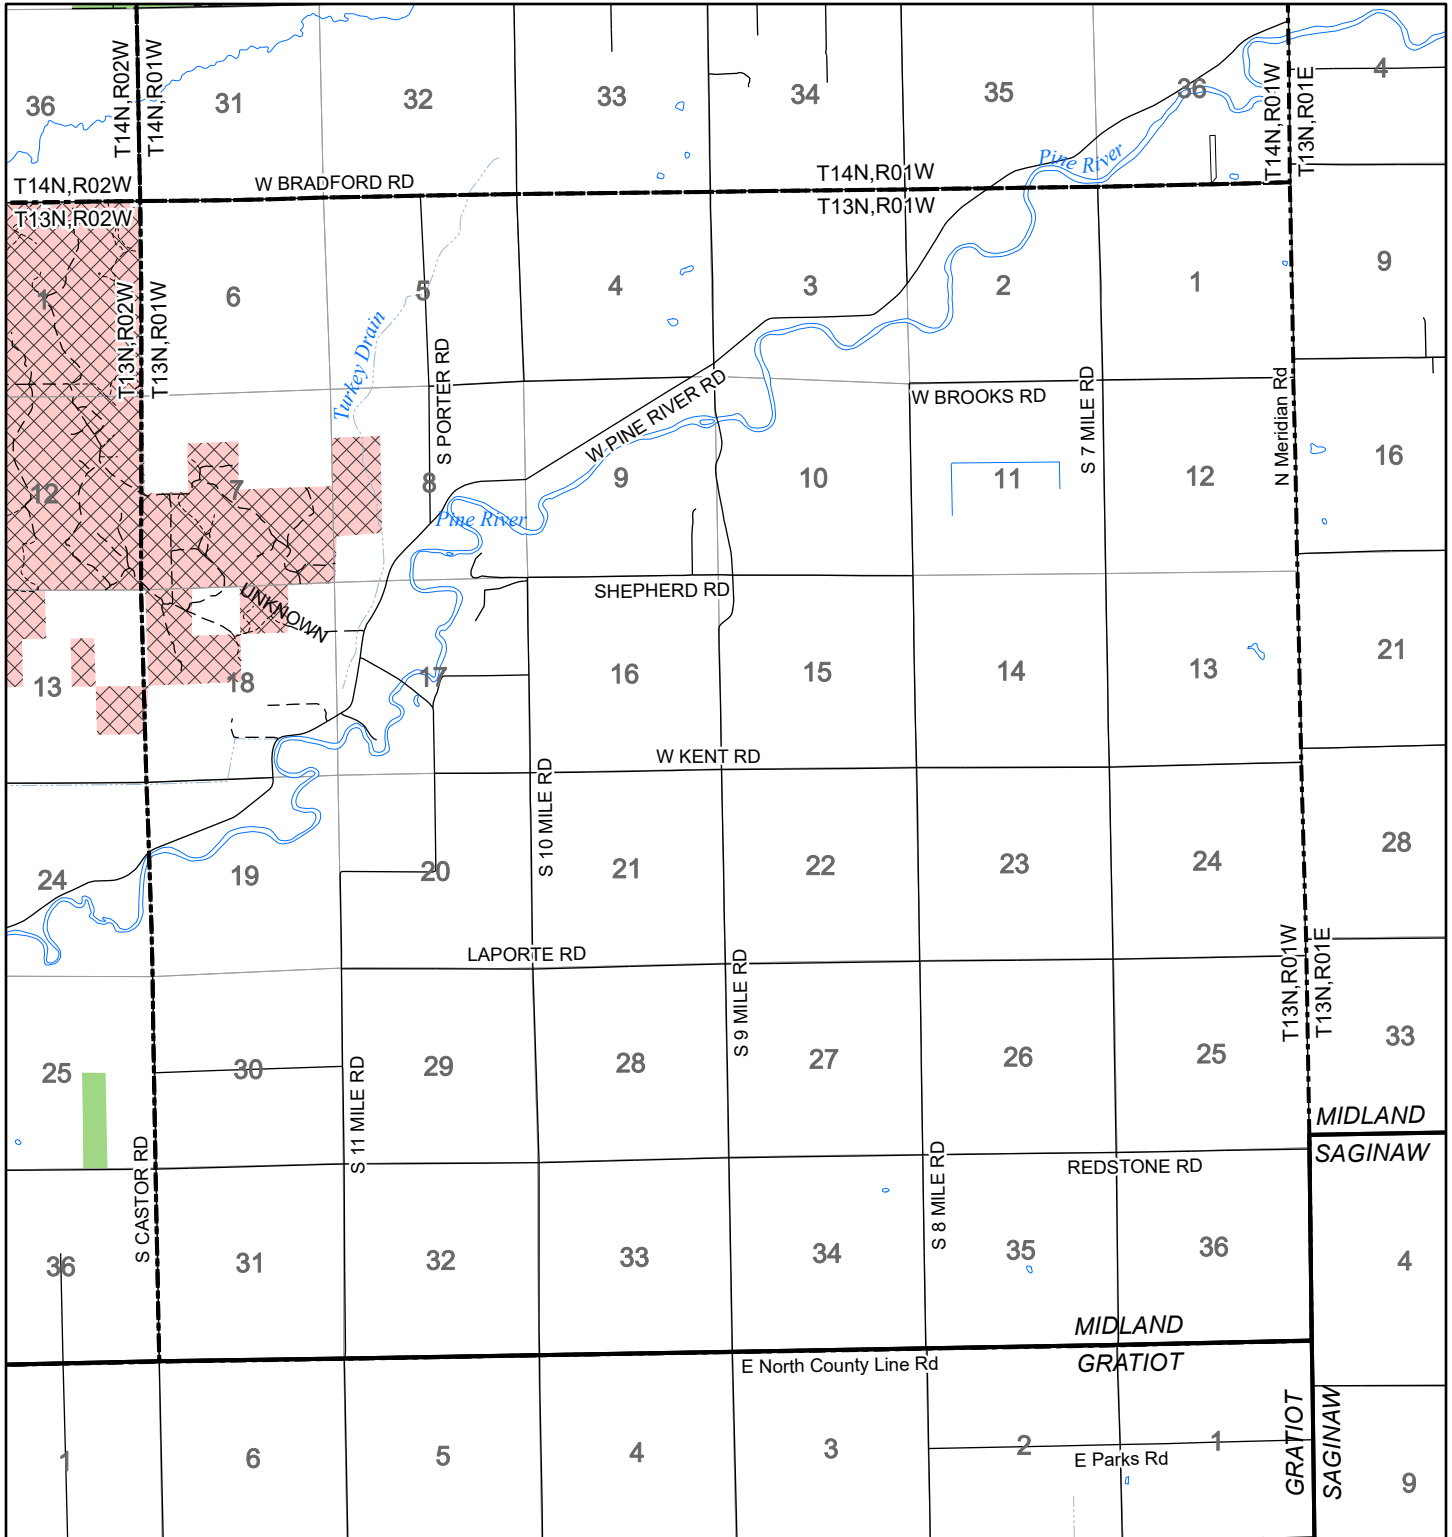 T14N,R02W
T14N,R01W
36
31
32
33
34
35
36
T14N,R01W
T13N,R01E
4
Pine River
T14N,R02W
W BRADFORD RD
T14N,R01W
T13N,R02W
T13N,R01W
1
T13N,R02W
T13N,R01W
6
5
4
3
2
1
9
Turkey Drain
S PORTER RD
W PINE RIVER RD
W BROOKS RD
S 7 MILE RD
N Meridian Rd
12
7
8
9
10
11
12
16
Pine River
UNKNOWN
SHEPHERD RD
13
18
17
16
15
14
13
21
W KENT RD
S 10 MILE RD
24
19
20
21
22
23
24
28
LAPORTE RD
S 9 MILE RD
T13N,R01W
T13N,R01E
25
30
29
28
27
26
25
33
S 11 MILE RD
MIDLAND
SAGINAW
S CASTOR RD
S 8 MILE RD
REDSTONE RD
36
31
32
33
34
35
36
4
MIDLAND
E North County Line Rd
GRATIOT
GRATIOT
SAGINAW
1
6
5
4
3
2
1
E Parks Rd
9